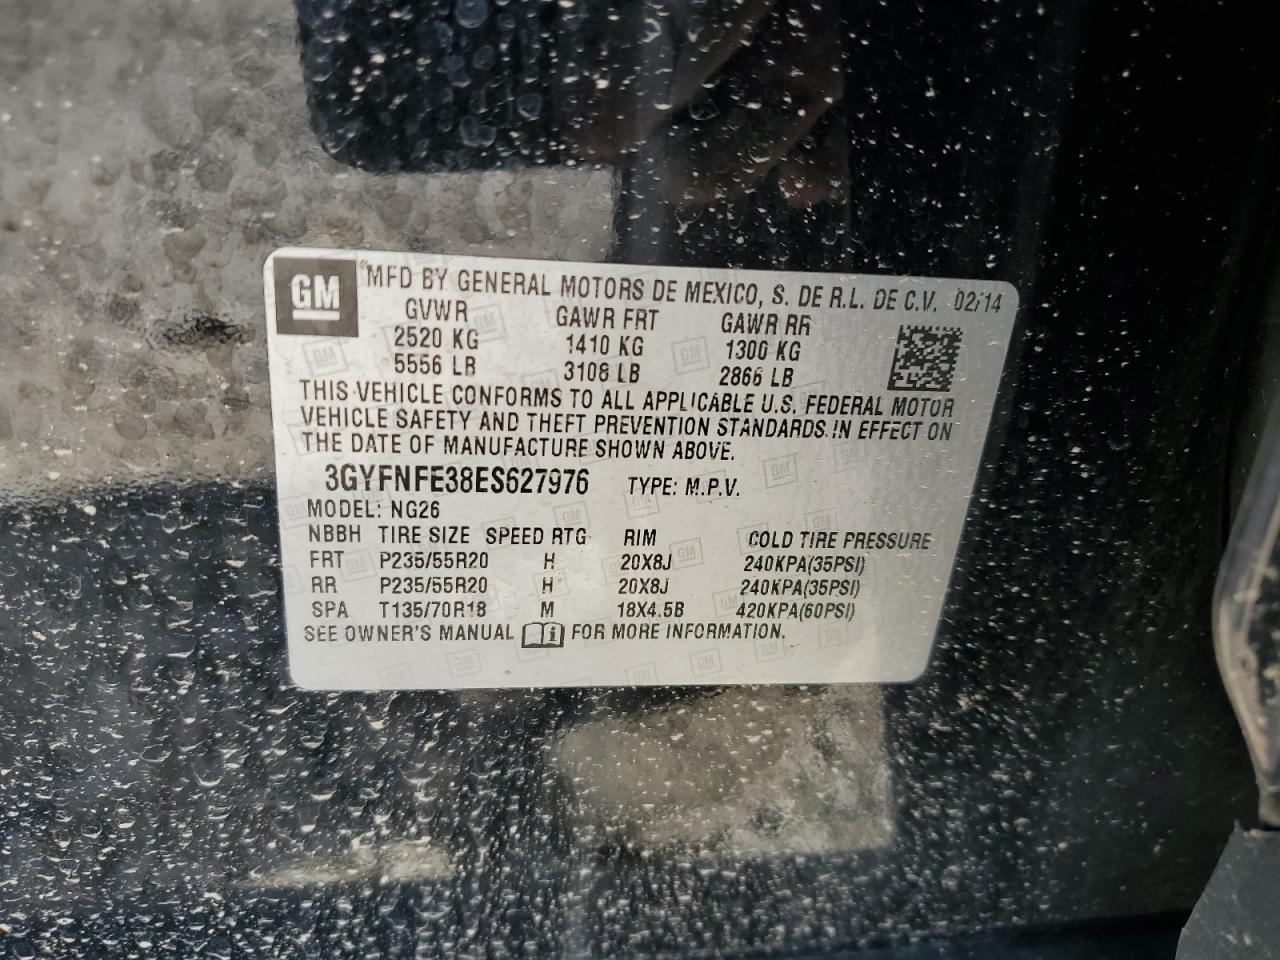 GM
MFD BY GENERAL MOTORS DE MEXICO, S. DE R.L. DE C.V. 02/14
GVWR GAWR FRT GAWR RR
2520 KG 1410 KG 1300 KG
5556 LB 3108 LB 2866 LB
THIS VEHICLE CONFORMS TO ALL APPLICABLE U.S. FEDERAL MOTOR
VEHICLE SAFETY AND THEFT PREVENTION STANDARDS IN EFFECT ON
THE DATE OF MANUFACTURE SHOWN ABOVE.
3GYFNFE38ES627976 TYPE: M.P.V.
MODEL: NG26
NBBH TIRE SIZE SPEED RTG RIM COLD TIRE PRESSURE
FRT P235/55R20 H 20X8J 240KPA(35PSI)
RR P235/55R20 H 20X8J 240KPA(35PSI)
SPA T135/70R18 M 18X4.5B 420KPA(60PSI)
SEE OWNER'S MANUAL FOR MORE INFORMATION.